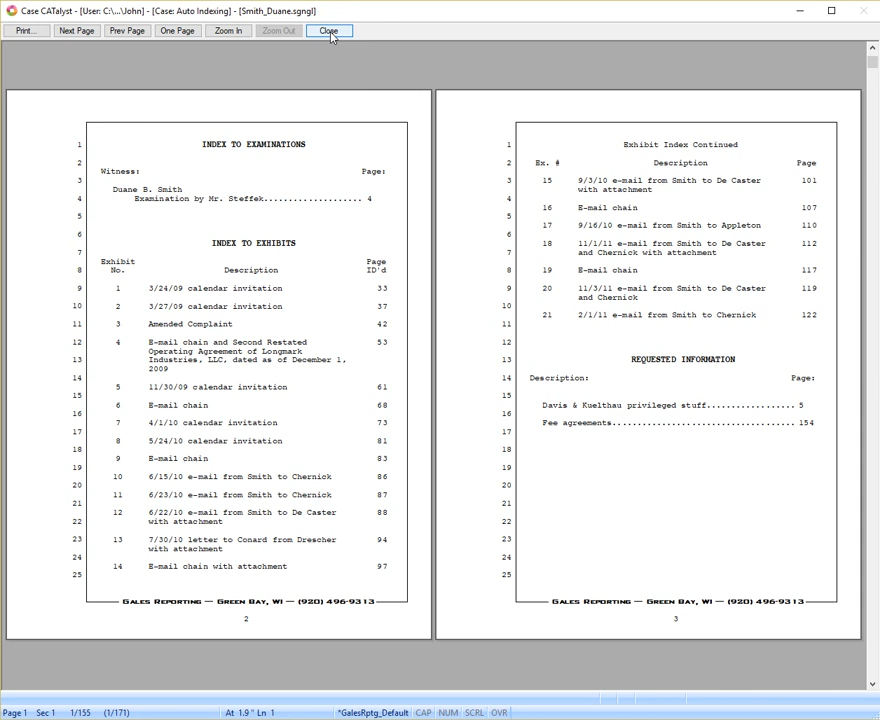 Case CATalyst - [User: C:\...\John] - [Case: Auto Indexing] - [Smith_Duane.sgngl]
Print... Next Page Prev Page One Page Zoom In Zoom Out Close
1 INDEX TO EXAMINATIONS
2
Witness: Page:
3
Duane B. Smith
4 Examination by Mr. Steffek.................... 4
5
6
INDEX TO EXHIBITS
7
Exhibit Page
8 No. Description ID'd
9 1 3/24/09 calendar invitation 33
10 2 3/27/09 calendar invitation 37
11 3 Amended Complaint 42
12 4 E-mail chain and Second Restated 53
Operating Agreement of Longmark
13 Industries, LLC, dated as of December 1,
2009
14
5 11/30/09 calendar invitation 61
15
16 6 E-mail chain 68
17 7 4/1/10 calendar invitation 73
18 8 5/24/10 calendar invitation 81
19 9 E-mail chain 83
20 10 6/15/10 e-mail from Smith to Chernick 86
21 11 6/23/10 e-mail from Smith to Chernick 87
12 6/22/10 e-mail from Smith to De Caster 88
22 with attachment
23 13 7/30/10 letter to Conard from Drescher 94
with attachment
24
14 E-mail chain with attachment 97
25
Gales Reporting — Green Bay, WI — (920) 496-9313
2
1 Exhibit Index Continued
2 Ex. # Description Page
3 15 9/3/10 e-mail from Smith to De Caster 101
with attachment
4
16 E-mail chain 107
5
17 9/16/10 e-mail from Smith to Appleton 110
6
18 11/1/11 e-mail from Smith to De Caster 112
7 and Chernick with attachment
8 19 E-mail chain 117
9 20 11/3/11 e-mail from Smith to De Caster 119
and Chernick
10
21 2/1/11 e-mail from Smith to Chernick 122
11
12
13 REQUESTED INFORMATION
14 Description: Page:
15
Davis & Kuelthau privileged stuff................. 5
16
Fee agreements.................................... 154
17
18
19
20
21
22
23
24
25
Gales Reporting — Green Bay, WI — (920) 496-9313
3
Page 1 Sec 1 1/155 (1/171) At 1.9" Ln 1 *GalesRptg_Default CAP NUM SCRL OVR